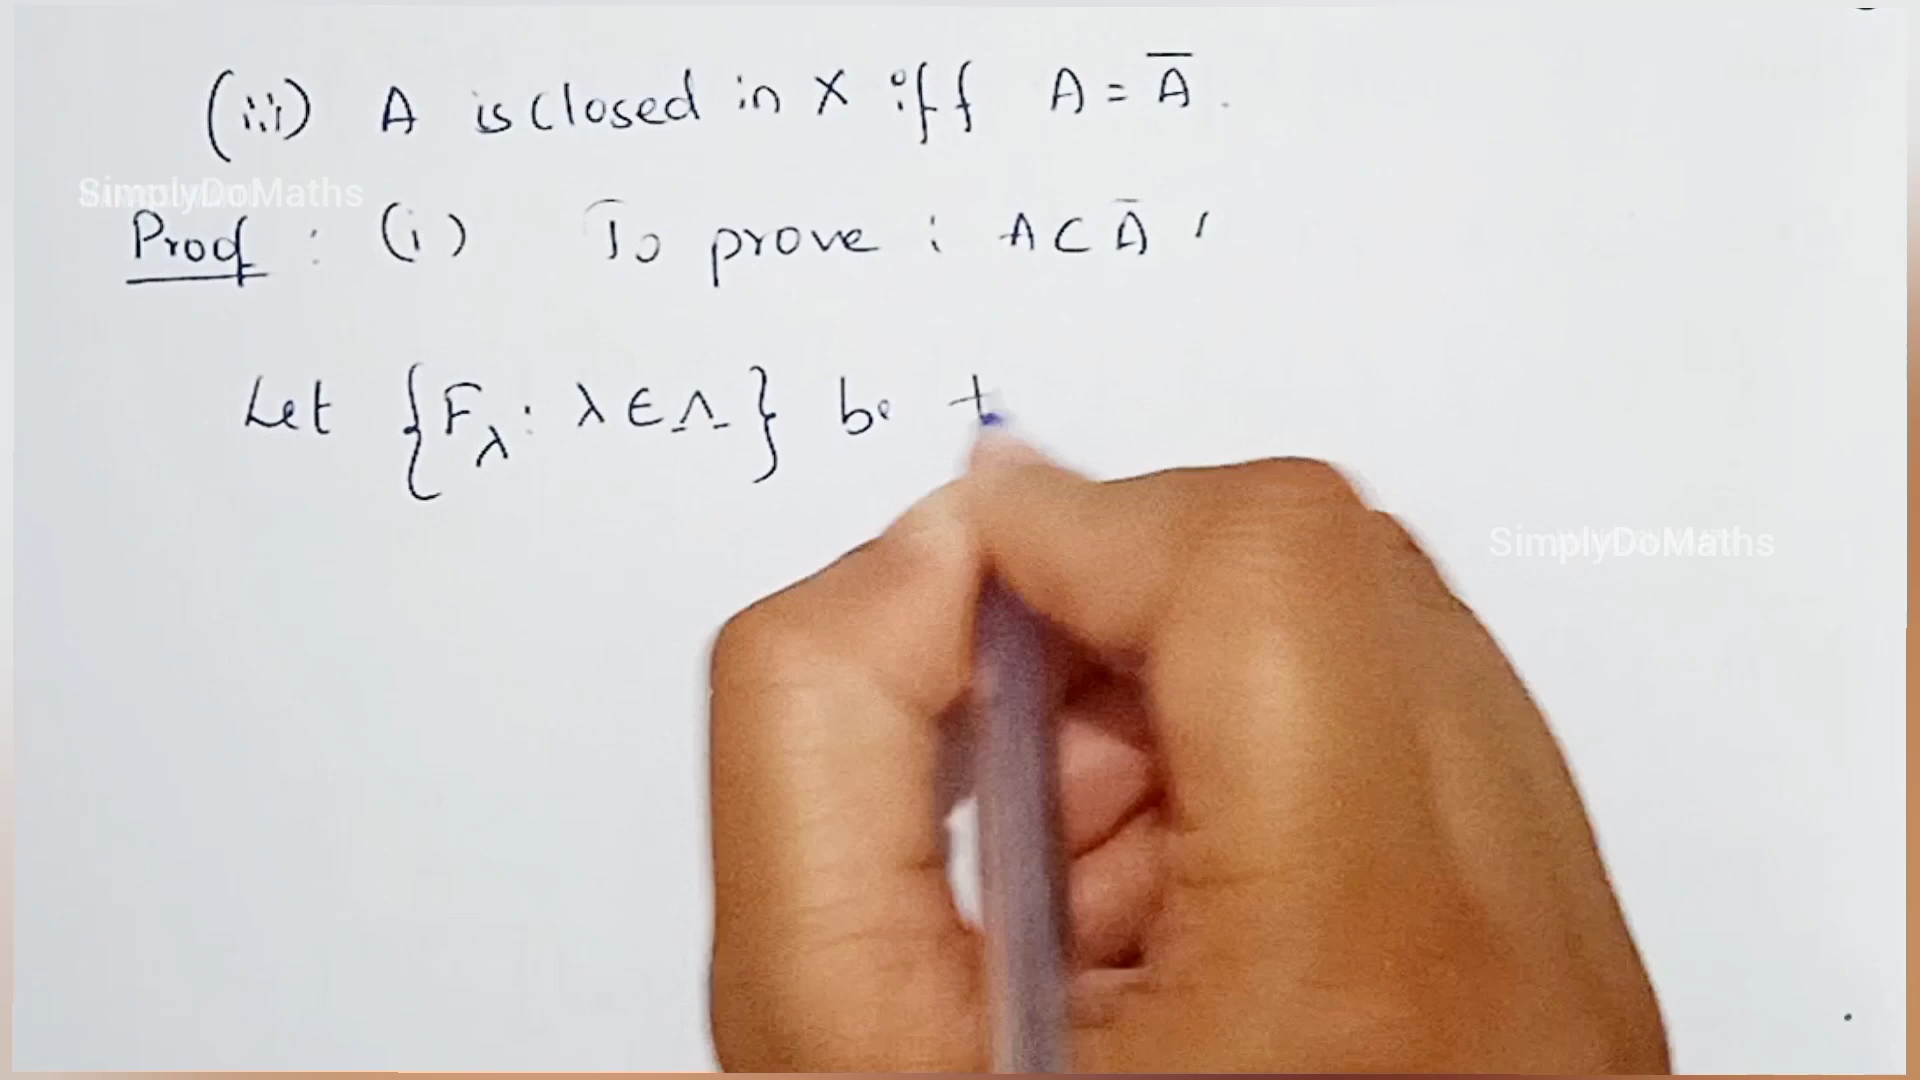 (iii) A is closed in X iff A = A̅ .
SimplyDoMaths
Proof : (i) To prove : A ⊂ A̅ ,
Let {F_λ : λ ∈ Λ} be t
SimplyDoMaths